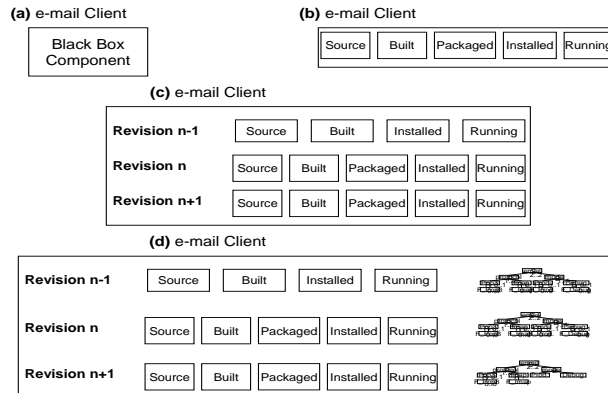 (a) e-mail Client
Black Box
Component
(b) e-mail Client
Source Built Packaged Installed Running
(c) e-mail Client
Revision n-1 Source Built Installed Running
Revision n Source Built Packaged Installed Running
Revision n+1 Source Built Packaged Installed Running
(d) e-mail Client
Revision n-1 Source Built Installed Running
Revision n Source Built Packaged Installed Running
Revision n+1 Source Built Packaged Installed Running